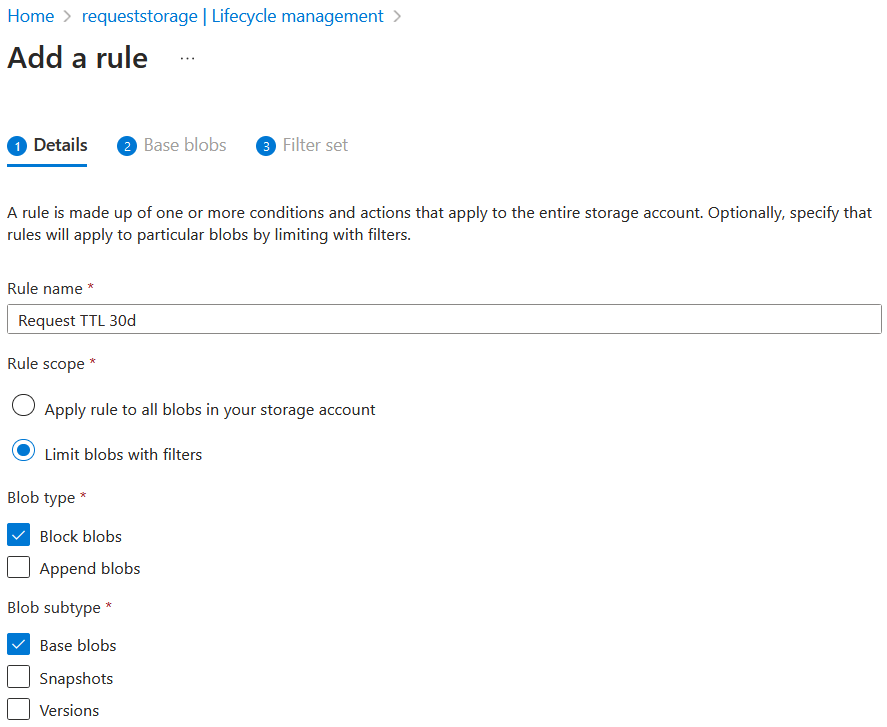 Home > requeststorage | Lifecycle management >
Add a rule ...
1 Details 2 Base blobs 3 Filter set
A rule is made up of one or more conditions and actions that apply to the entire storage account. Optionally, specify that
rules will apply to particular blobs by limiting with filters.
Rule name *
Request TTL 30d
Rule scope *
Apply rule to all blobs in your storage account
Limit blobs with filters
Blob type *
Block blobs
Append blobs
Blob subtype *
Base blobs
Snapshots
Versions